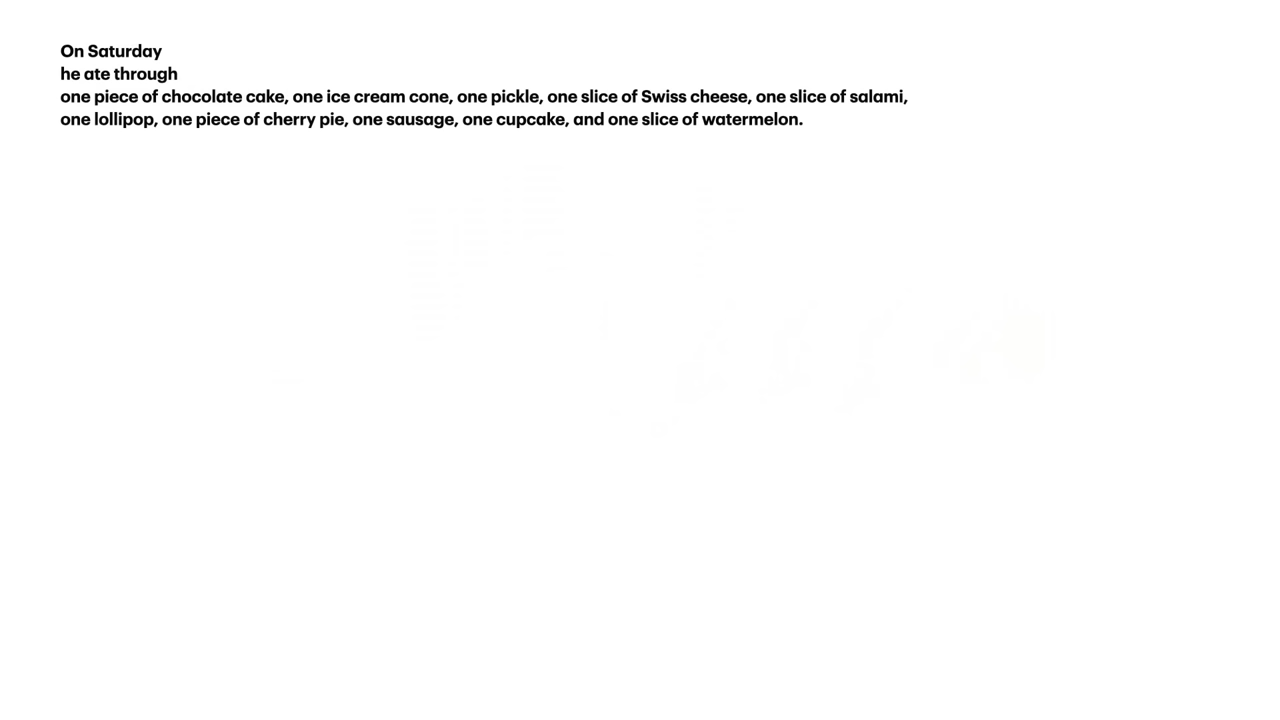 On Saturday
he ate through
one piece of chocolate cake, one ice cream cone, one pickle, one slice of Swiss cheese, one slice of salami,
one lollipop, one piece of cherry pie, one sausage, one cupcake, and one slice of watermelon.